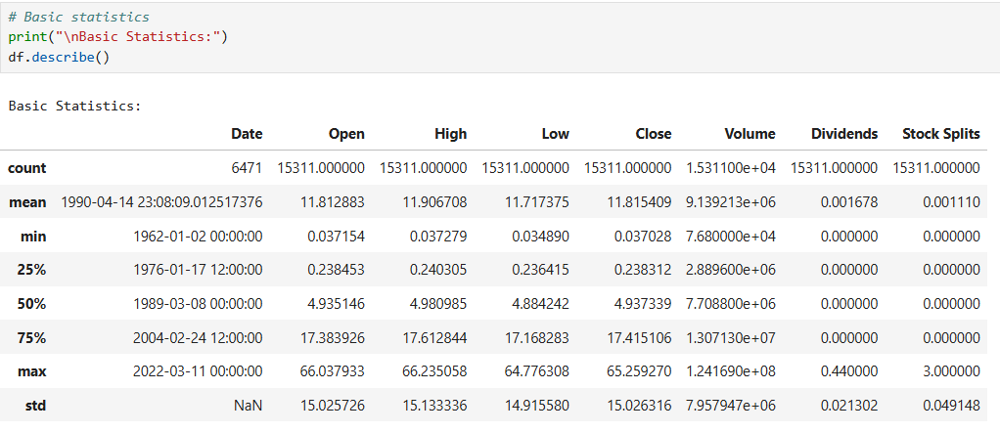 # Basic statistics
print("\nBasic Statistics:")
df.describe()
Basic Statistics:
Date Open High Low Close Volume Dividends Stock Splits
count 6471 15311.000000 15311.000000 15311.000000 15311.000000 1.531100e+04 15311.000000 15311.000000
mean 1990-04-14 23:08:09.012517376 11.812883 11.906708 11.717375 11.815409 9.139213e+06 0.001678 0.001110
min 1962-01-02 00:00:00 0.037154 0.037279 0.034890 0.037028 7.680000e+04 0.000000 0.000000
25% 1976-01-17 12:00:00 0.238453 0.240305 0.236415 0.238312 2.889600e+06 0.000000 0.000000
50% 1989-03-08 00:00:00 4.935146 4.980985 4.884242 4.937339 7.708800e+06 0.000000 0.000000
75% 2004-02-24 12:00:00 17.383926 17.612844 17.168283 17.415106 1.307130e+07 0.000000 0.000000
max 2022-03-11 00:00:00 66.037933 66.235058 64.776308 65.259270 1.241690e+08 0.440000 3.000000
std NaN 15.025726 15.133336 14.915580 15.026316 7.957947e+06 0.021302 0.049148